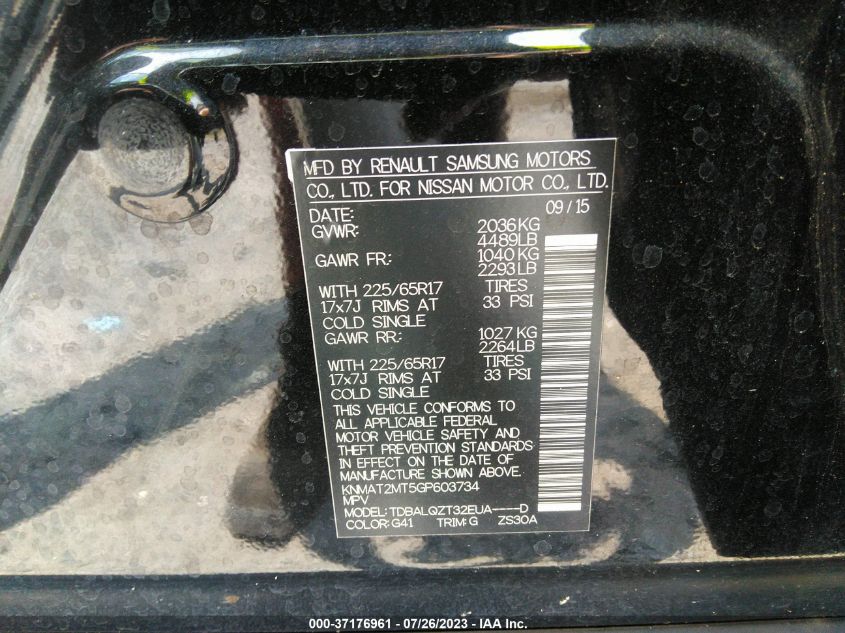 MFD BY RENAULT SAMSUNG MOTORS
CO., LTD. FOR NISSAN MOTOR CO., LTD.
DATE: 09/15
GVWR: 2036KG
4489LB
GAWR FR: 1040KG
2293LB
WITH 225/65R17 TIRES
17x7J RIMS AT 33 PSI
COLD SINGLE
GAWR RR: 1027KG
2264LB
WITH 225/65R17 TIRES
17x7J RIMS AT 33 PSI
COLD SINGLE
THIS VEHICLE CONFORMS TO
ALL APPLICABLE FEDERAL
MOTOR VEHICLE SAFETY AND
THEFT PREVENTION STANDARDS
IN EFFECT ON THE DATE OF
MANUFACTURE SHOWN ABOVE.
KNMAT2MT5GP603734
MPV
MODEL: TDBALQZT32EUA----D
COLOR: G41 TRIM: G ZS30A
000-37176961 - 07/26/2023 - IAA Inc.